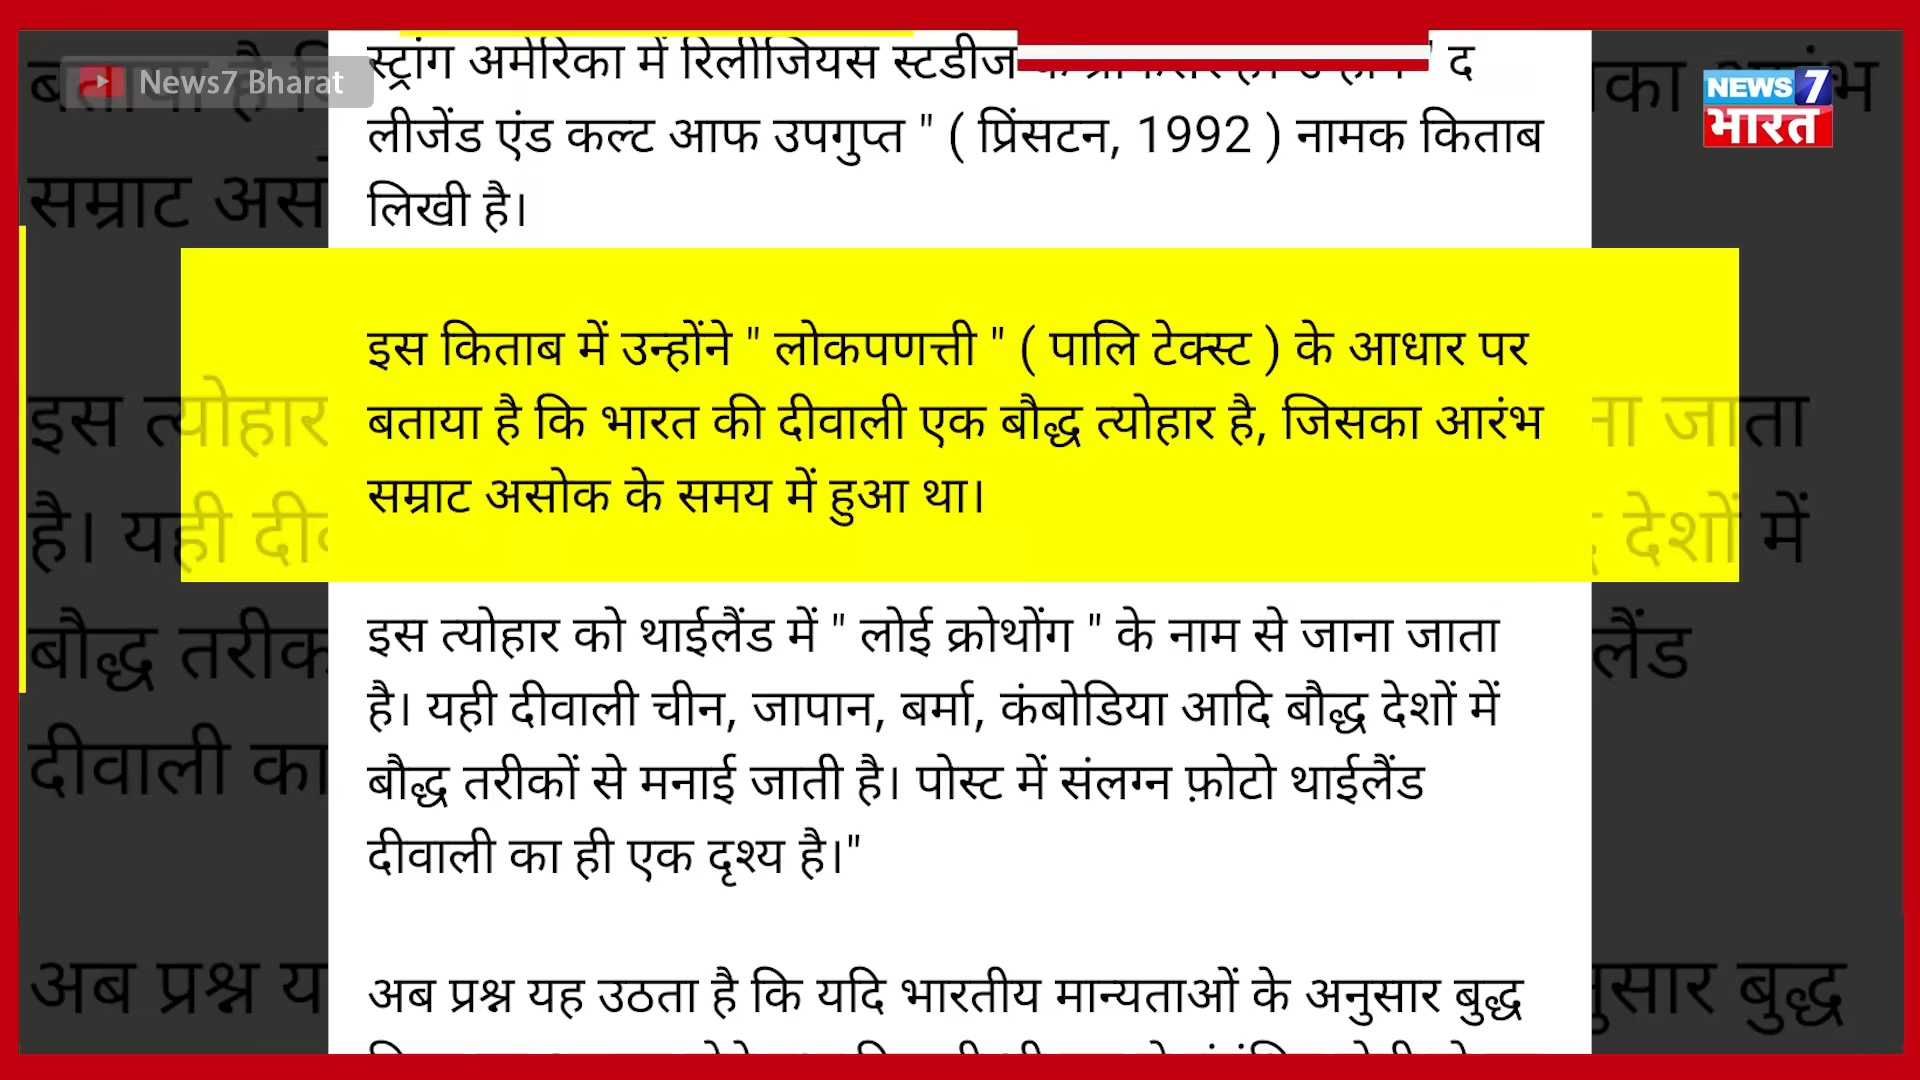 News7 Bharat
NEWS 7
भारत
स्ट्रांग अमेरिका में रिलीजियस स्टडीज " द
लीजेंड एंड कल्ट आफ उपगुप्त " ( प्रिंसटन, 1992 ) नामक किताब
लिखी है।
इस किताब में उन्होंने " लोकपणत्ती " ( पालि टेक्स्ट ) के आधार पर
बताया है कि भारत की दीवाली एक बौद्ध त्योहार है, जिसका आरंभ
सम्राट असोक के समय में हुआ था।
इस त्योहार को थाईलैंड में " लोई क्रोथोंग " के नाम से जाना जाता
है। यही दीवाली चीन, जापान, बर्मा, कंबोडिया आदि बौद्ध देशों में
बौद्ध तरीकों से मनाई जाती है। पोस्ट में संलग्न फ़ोटो थाईलैंड
दीवाली का ही एक दृश्य है।"
अब प्रश्न यह उठता है कि यदि भारतीय मान्यताओं के अनुसार बुद्ध